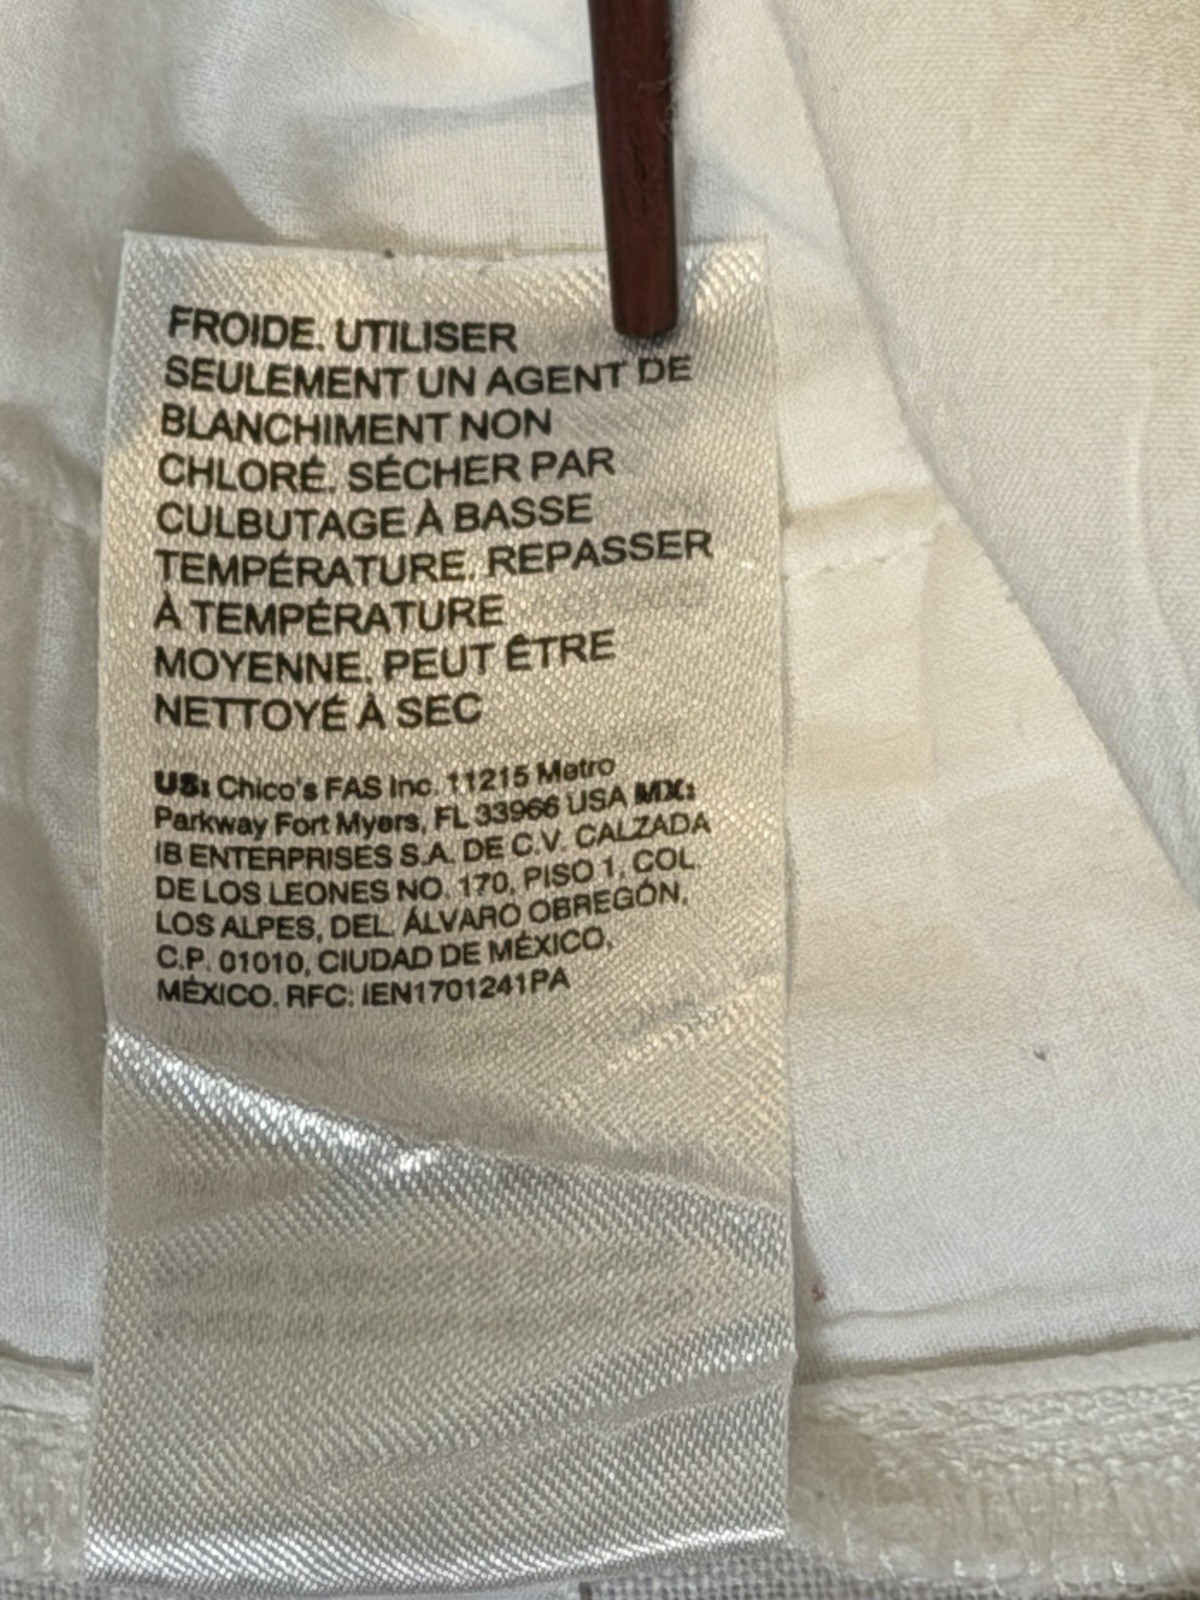 FROIDE. UTILISER
SEULEMENT UN AGENT DE
BLANCHIMENT NON
CHLORÉ. SÉCHER PAR
CULBUTAGE À BASSE
TEMPÉRATURE. REPASSER
À TEMPÉRATURE
MOYENNE. PEUT ÊTRE
NETTOYÉ À SEC
US: Chico's FAS Inc. 11215 Metro
Parkway Fort Myers, FL 33966 USA MX:
IB ENTERPRISES S.A. DE C.V. CALZADA
DE LOS LEONES NO. 170, PISO 1, COL.
LOS ALPES, DEL. ÁLVARO OBREGÓN,
C.P. 01010, CIUDAD DE MÉXICO,
MÉXICO. RFC: IEN1701241PA